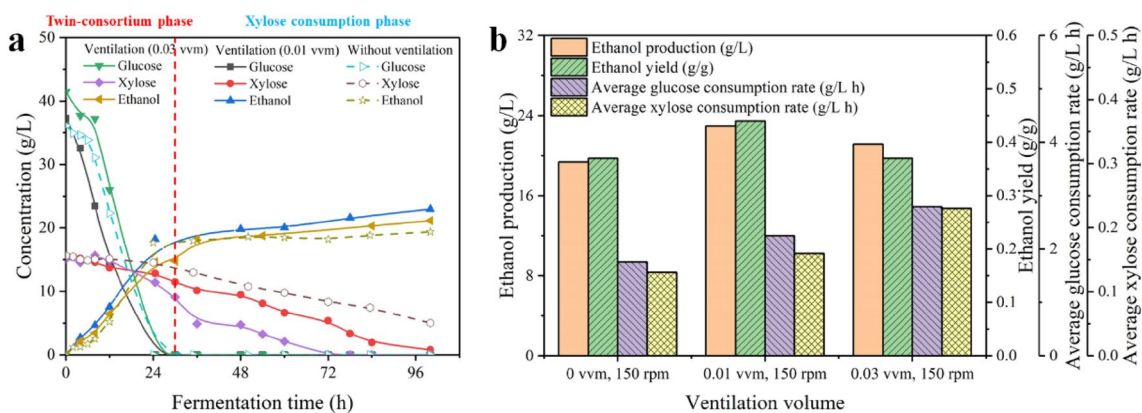 Twin-consortium phase
Xylose consumption phase
a
Ventilation (0.03 vvm)
Glucose
Xylose
Ethanol
Ventilation (0.01 vvm)
Glucose
Xylose
Ethanol
Without ventilation
Glucose
Xylose
Ethanol
Concentration (g/L)
50
40
30
20
10
0
0 24 48 72 96
Fermentation time (h)
b
Ethanol production (g/L)
Ethanol yield (g/g)
Average glucose consumption rate (g/L h)
Average xylose consumption rate (g/L h)
Ethanol production (g/L)
32
24
16
8
0
0 vvm, 150 rpm
0.01 vvm, 150 rpm
0.03 vvm, 150 rpm
Ventilation volume
Ethanol yield (g/g)
0.6
0.5
0.4
0.3
0.2
0.1
0.0
Average glucose consumption rate (g/L h)
6
4
2
0
Average xylose consumption rate (g/L h)
0.5
0.4
0.3
0.2
0.1
0.0